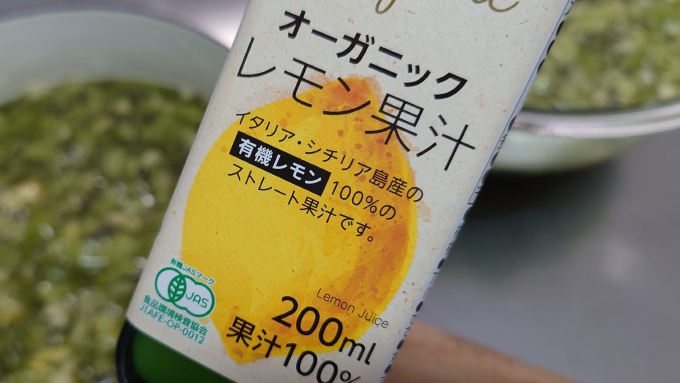 オーガニック
レモン果汁
イタリア・シチリア島産の
有機レモン 100%の
ストレート果汁です。
有機JASマーク
JAS
食品環境検査協会
JIAFE-OP-0012
Lemon Juice
200ml
果汁100%